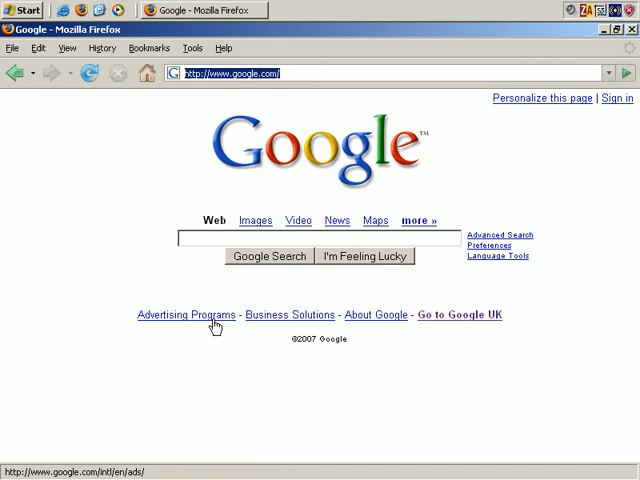 Start Google - Mozilla Firefox
Google - Mozilla Firefox
File Edit View History Bookmarks Tools Help
G http://www.google.com/
Personalize this page | Sign in
Google™
Web Images Video News Maps more »
Advanced Search
Preferences
Language Tools
Google Search I'm Feeling Lucky
Advertising Programs - Business Solutions - About Google - Go to Google UK
©2007 Google
http://www.google.com/intl/en/ads/